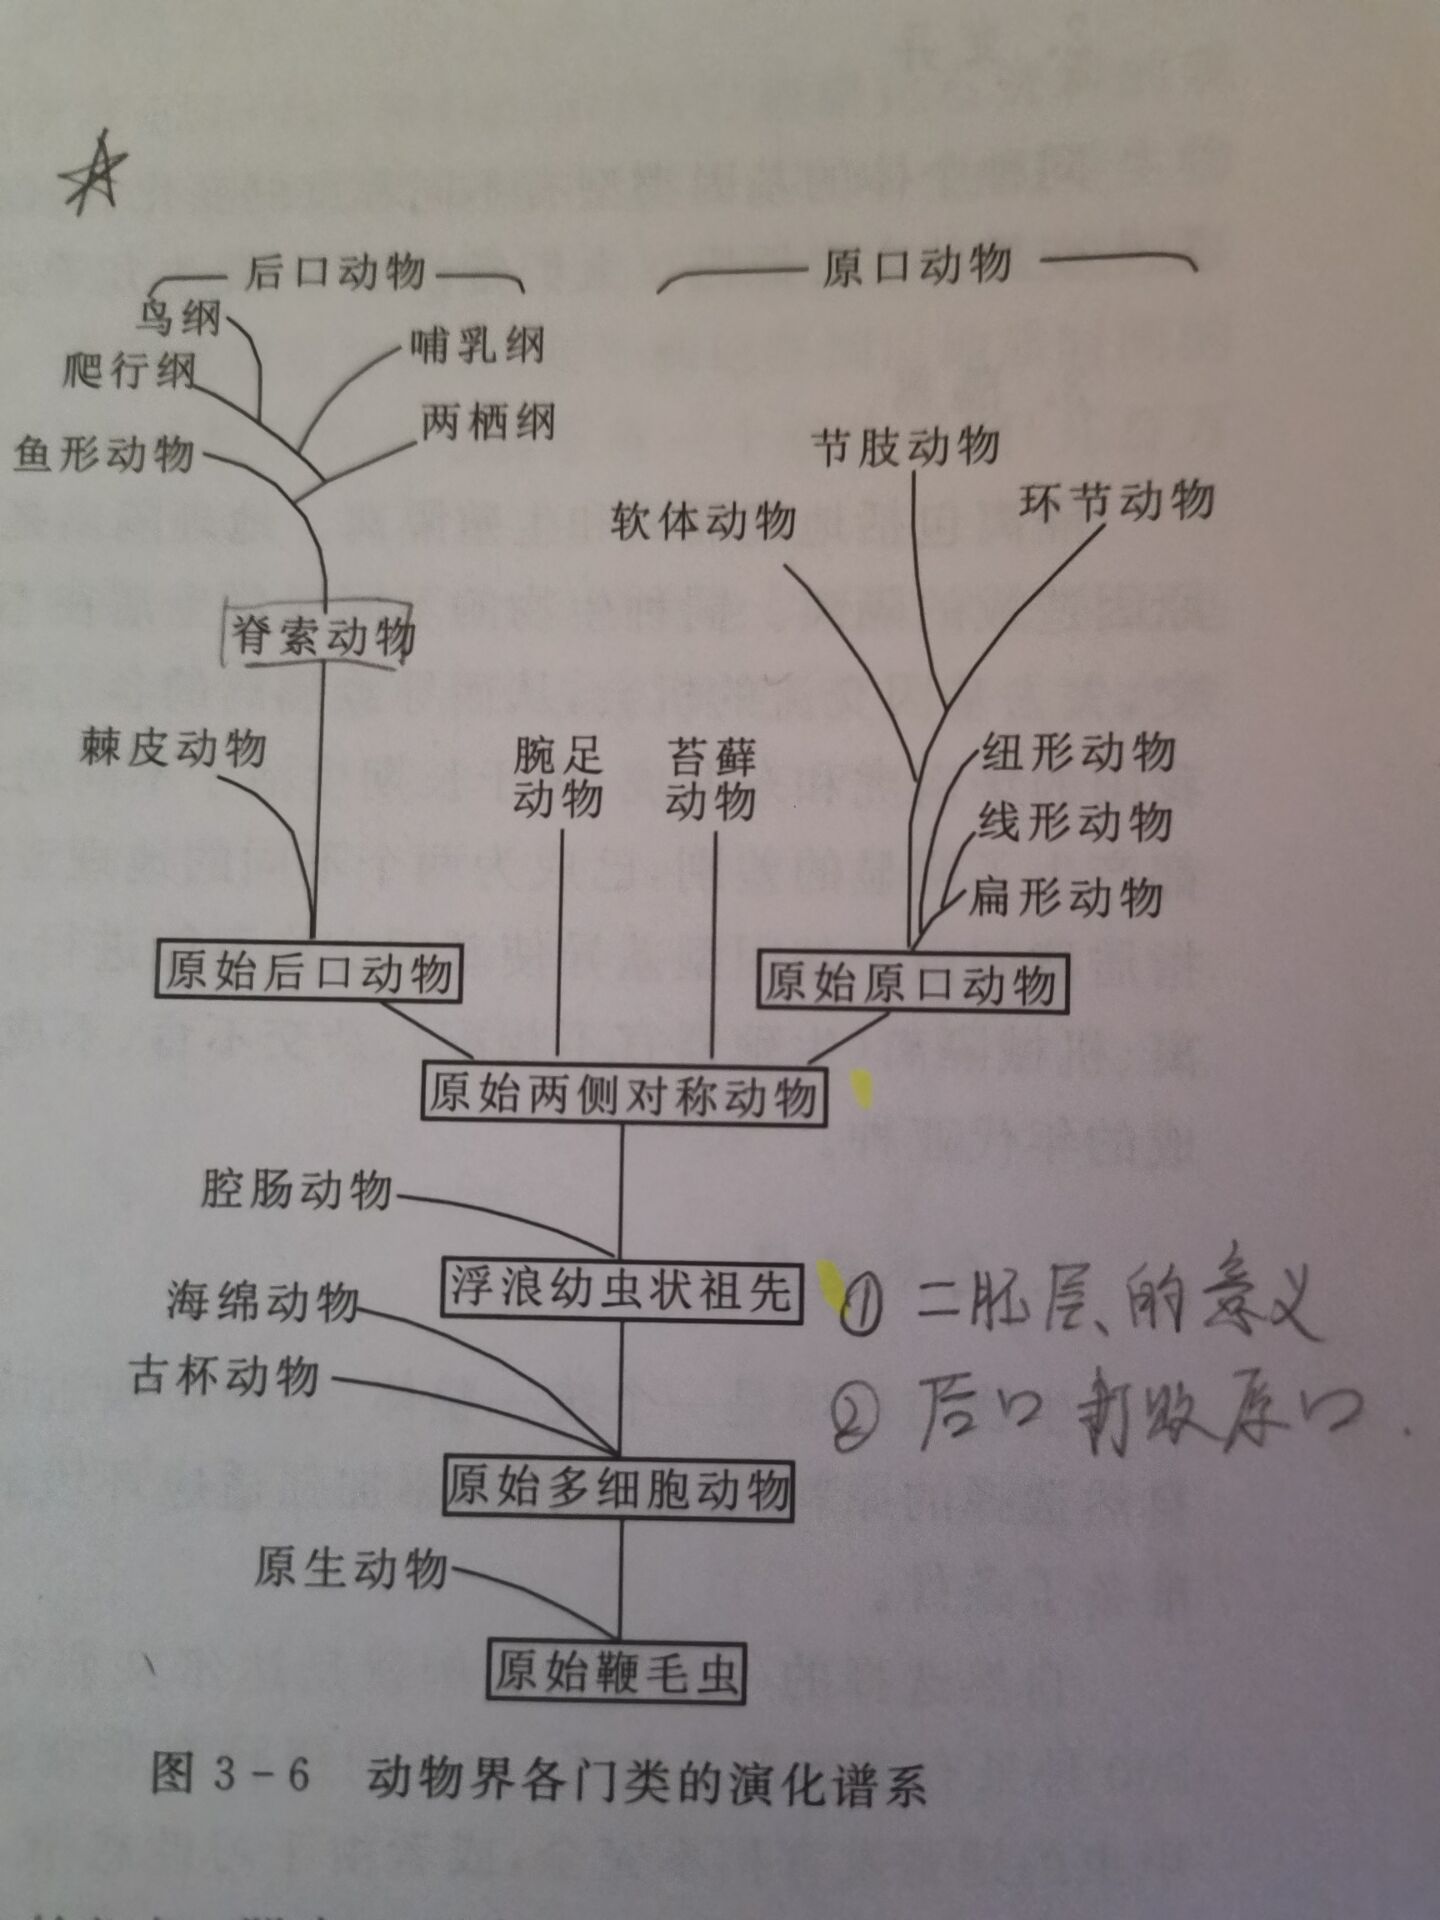 后口动物
原口动物
鸟纲
哺乳纲
爬行纲
两栖纲
鱼形动物
节肢动物
环节动物
软体动物
脊索动物
棘皮动物
腕足
动物
苔藓
动物
纽形动物
线形动物
扁形动物
原始后口动物
原始原口动物
原始两侧对称动物
腔肠动物
浮浪幼虫状祖先
① 二胚层的意义
海绵动物
古杯动物
② 后口打败原口.
原始多细胞动物
原生动物
原始鞭毛虫
图 3-6 动物界各门类的演化谱系